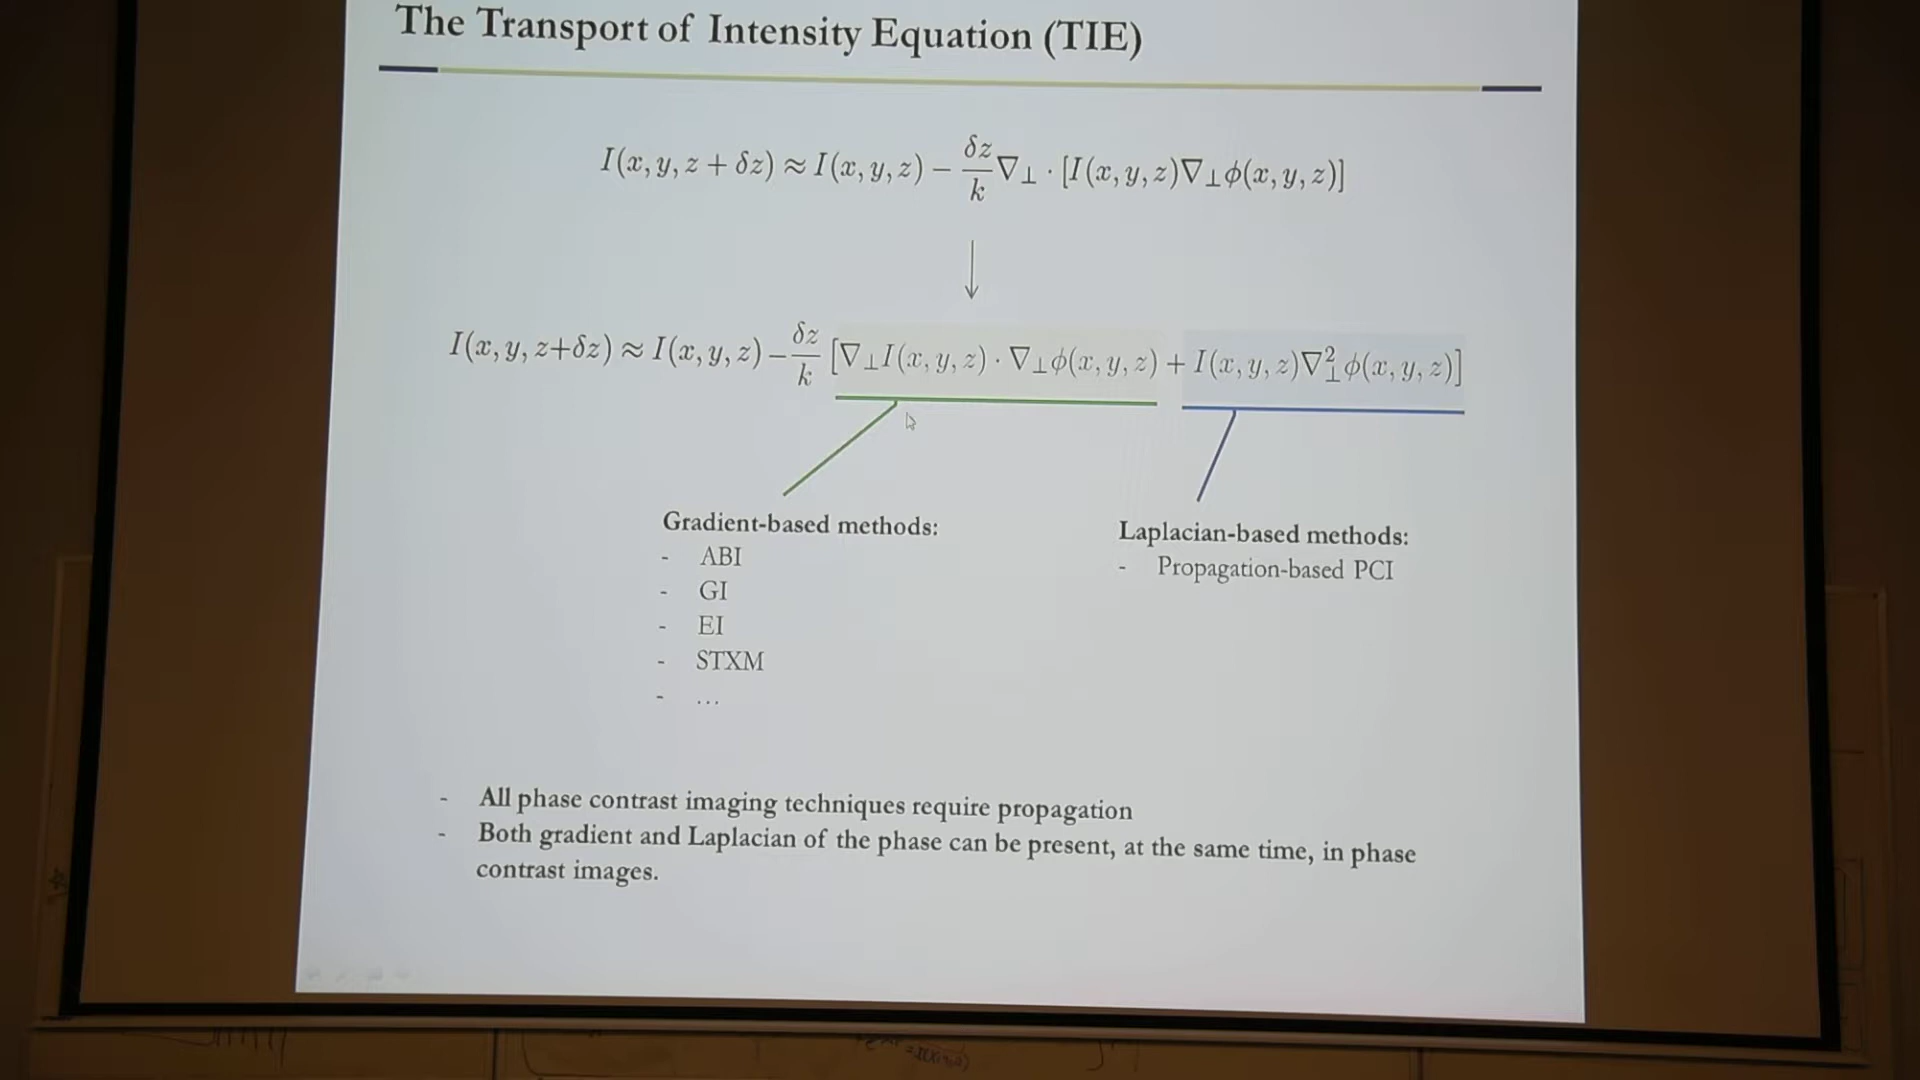 The Transport of Intensity Equation (TIE)
I(x, y, z + δz) ≈ I(x, y, z) − δz/k ∇⊥ · [I(x, y, z)∇⊥ϕ(x, y, z)]
I(x, y, z+δz) ≈ I(x, y, z) − δz/k [∇⊥I(x, y, z) · ∇⊥ϕ(x, y, z) + I(x, y, z)∇²⊥ϕ(x, y, z)]
Gradient-based methods:
- ABI
- GI
- EI
- STXM
- ...
Laplacian-based methods:
- Propagation-based PCI
- All phase contrast imaging techniques require propagation
- Both gradient and Laplacian of the phase can be present, at the same time, in phase
contrast images.